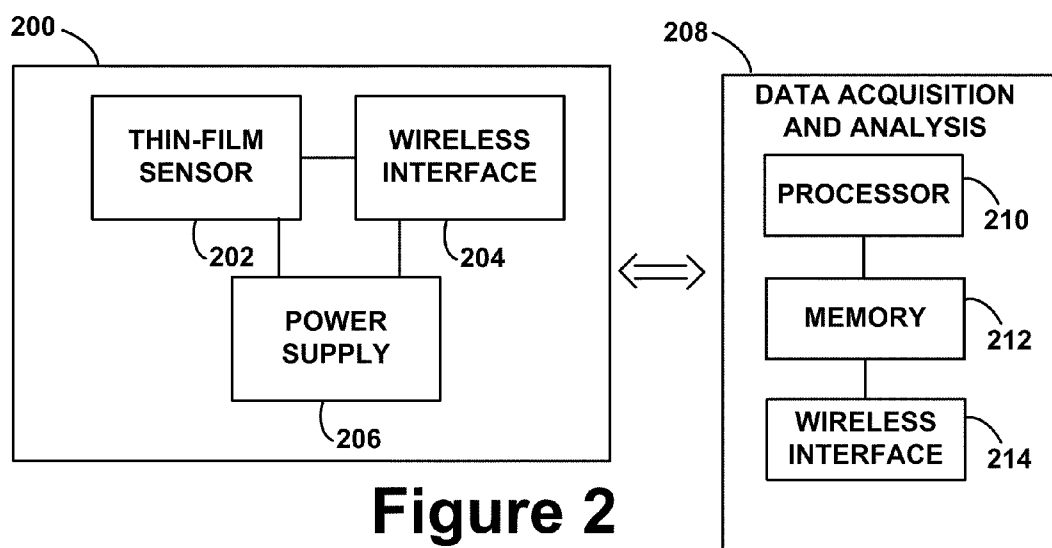 200
THIN-FILM
SENSOR
202
WIRELESS
INTERFACE
204
POWER
SUPPLY
206
208
DATA ACQUISITION
AND ANALYSIS
PROCESSOR
210
MEMORY
212
WIRELESS
INTERFACE
214
Figure 2